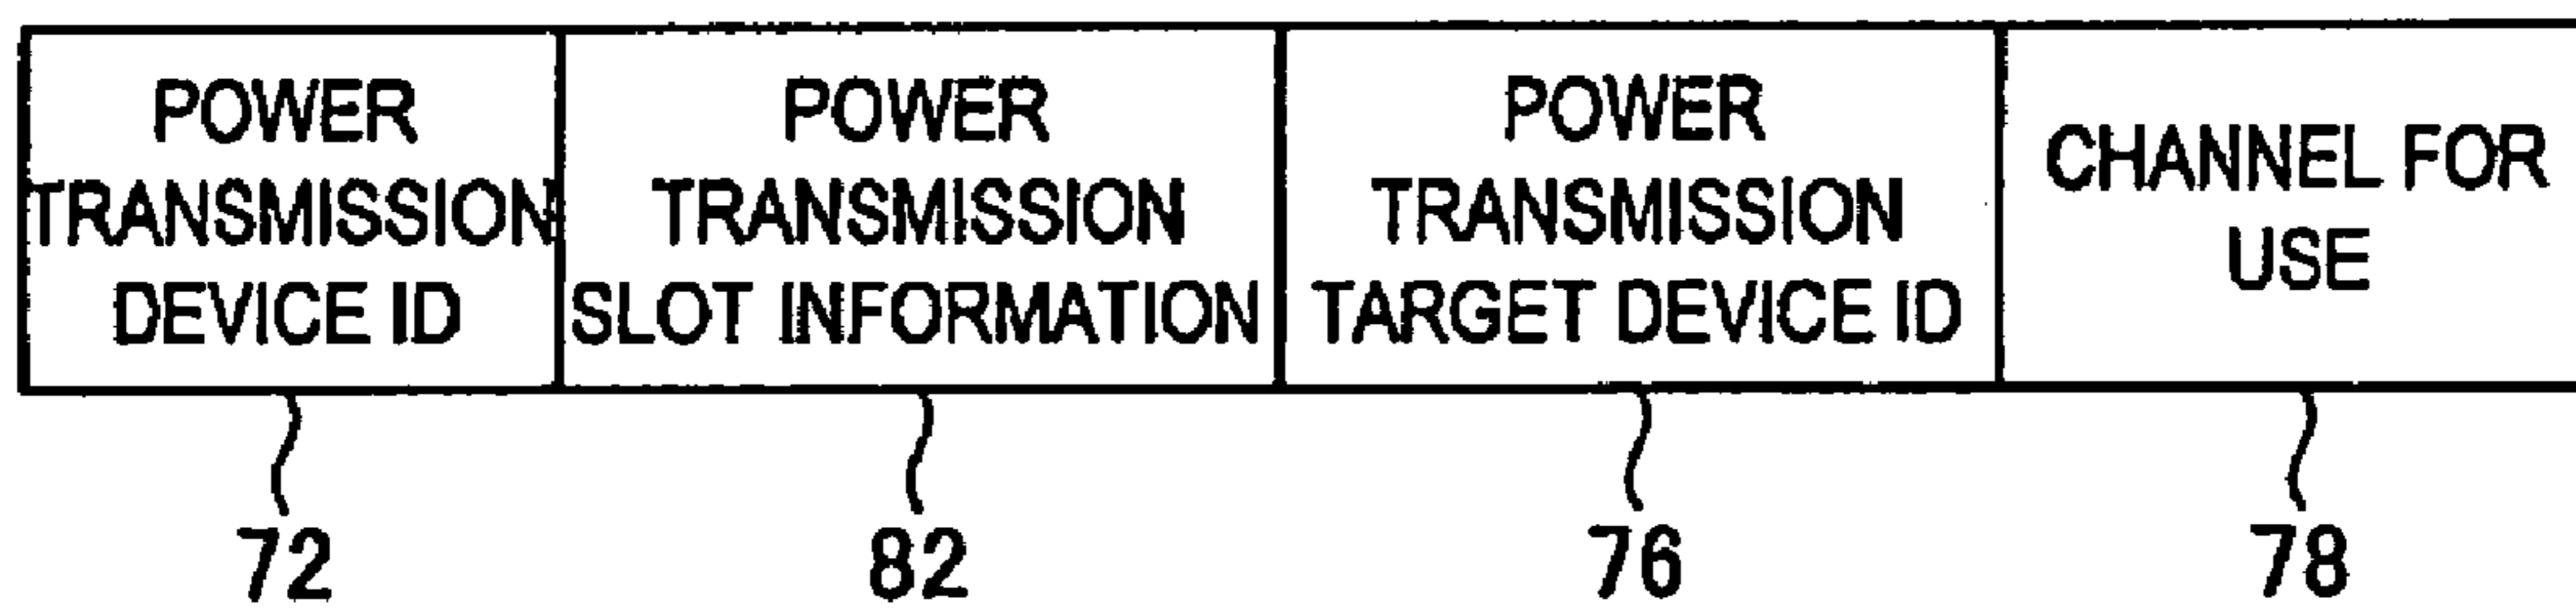 POWER
TRANSMISSION
DEVICE ID
POWER
TRANSMISSION
SLOT INFORMATION
POWER
TRANSMISSION
TARGET DEVICE ID
CHANNEL FOR
USE
72
82
76
78